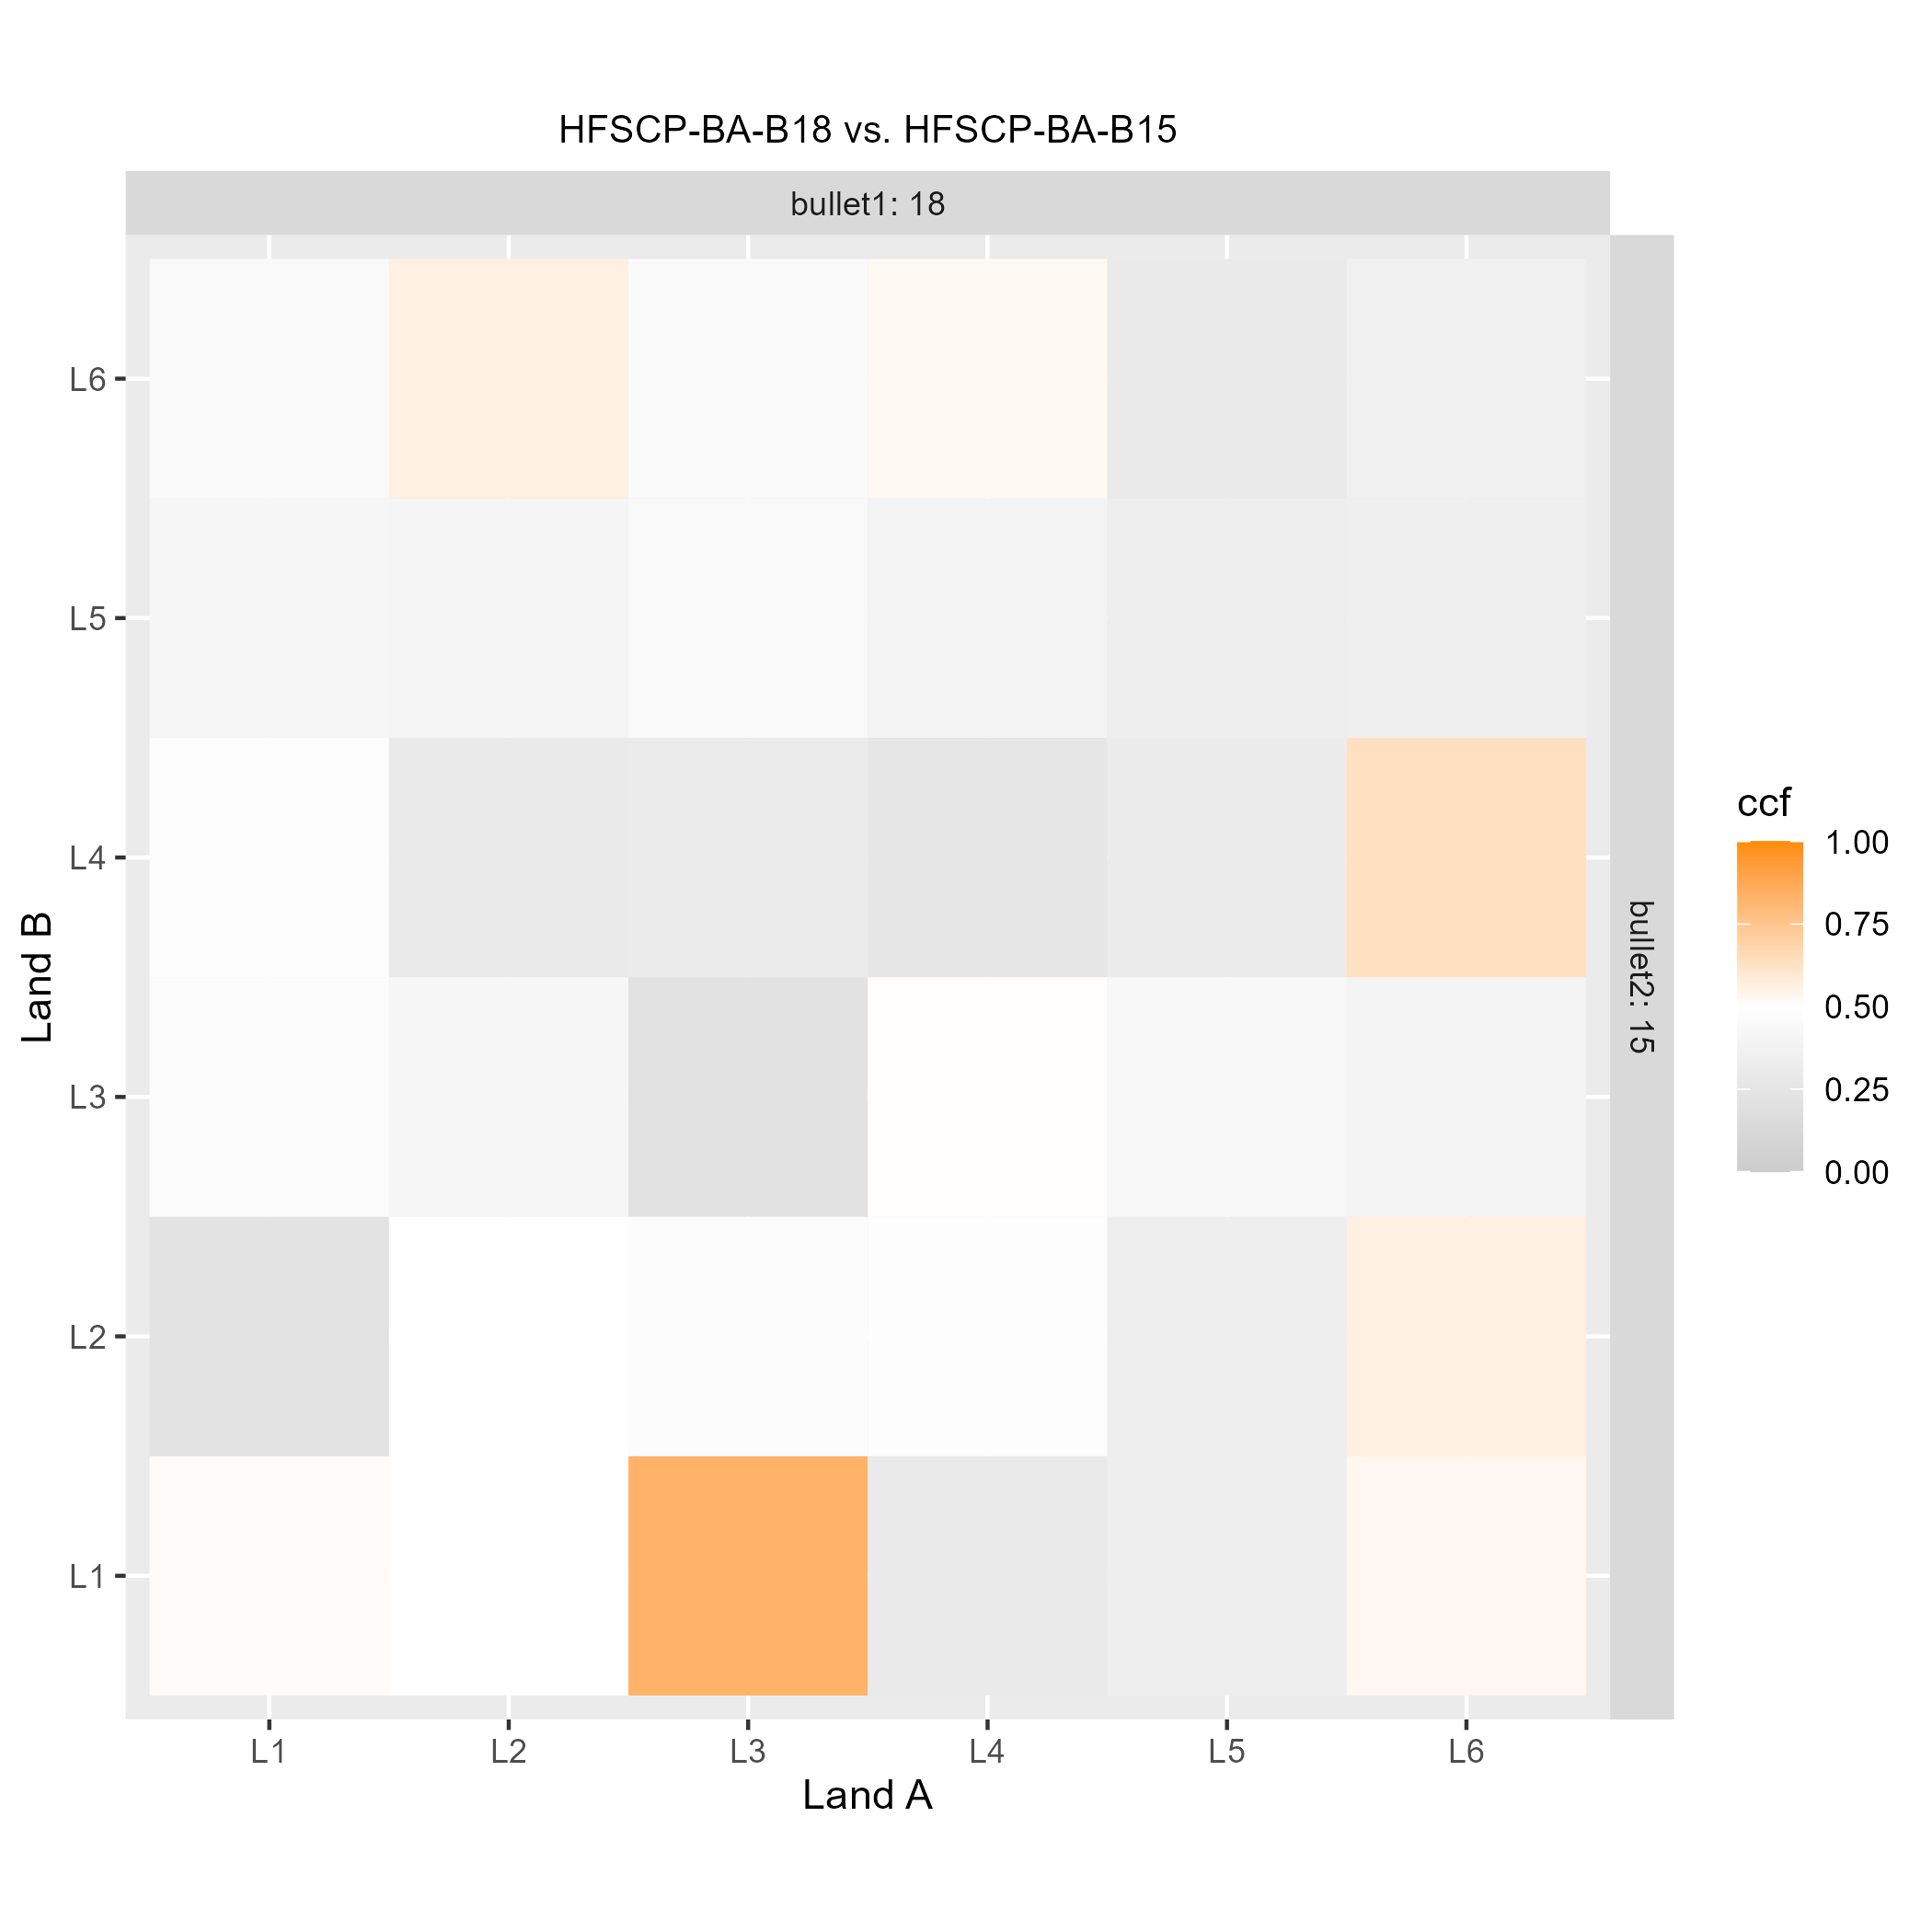 HFSCP-BA-B18 vs. HFSCP-BA-B15
bullet1: 18
L6
L5
L4
L3
L2
L1
Land B
bullet2: 15
L1 L2 L3 L4 L5 L6
Land A
ccf
1.00
0.75
0.50
0.25
0.00